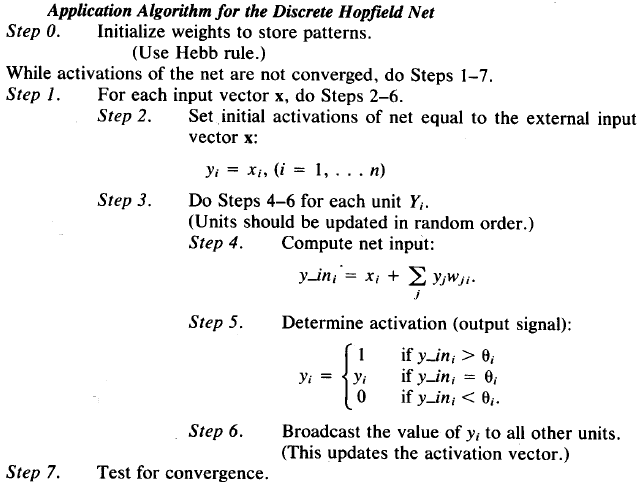 Application Algorithm for the Discrete Hopfield Net
Step 0. Initialize weights to store patterns.
(Use Hebb rule.)
While activations of the net are not converged, do Steps 1–7.
Step 1. For each input vector x, do Steps 2–6.
Step 2. Set initial activations of net equal to the external input
vector x:
y_i = x_i, (i = 1, . . . n)
Step 3. Do Steps 4–6 for each unit Y_i.
(Units should be updated in random order.)
Step 4. Compute net input:
y_in_i = x_i + ∑_j y_j w_ji.
Step 5. Determine activation (output signal):
1 if y_in_i > θ_i
y_i = { y_i if y_in_i = θ_i
0 if y_in_i < θ_i.
Step 6. Broadcast the value of y_i to all other units.
(This updates the activation vector.)
Step 7. Test for convergence.